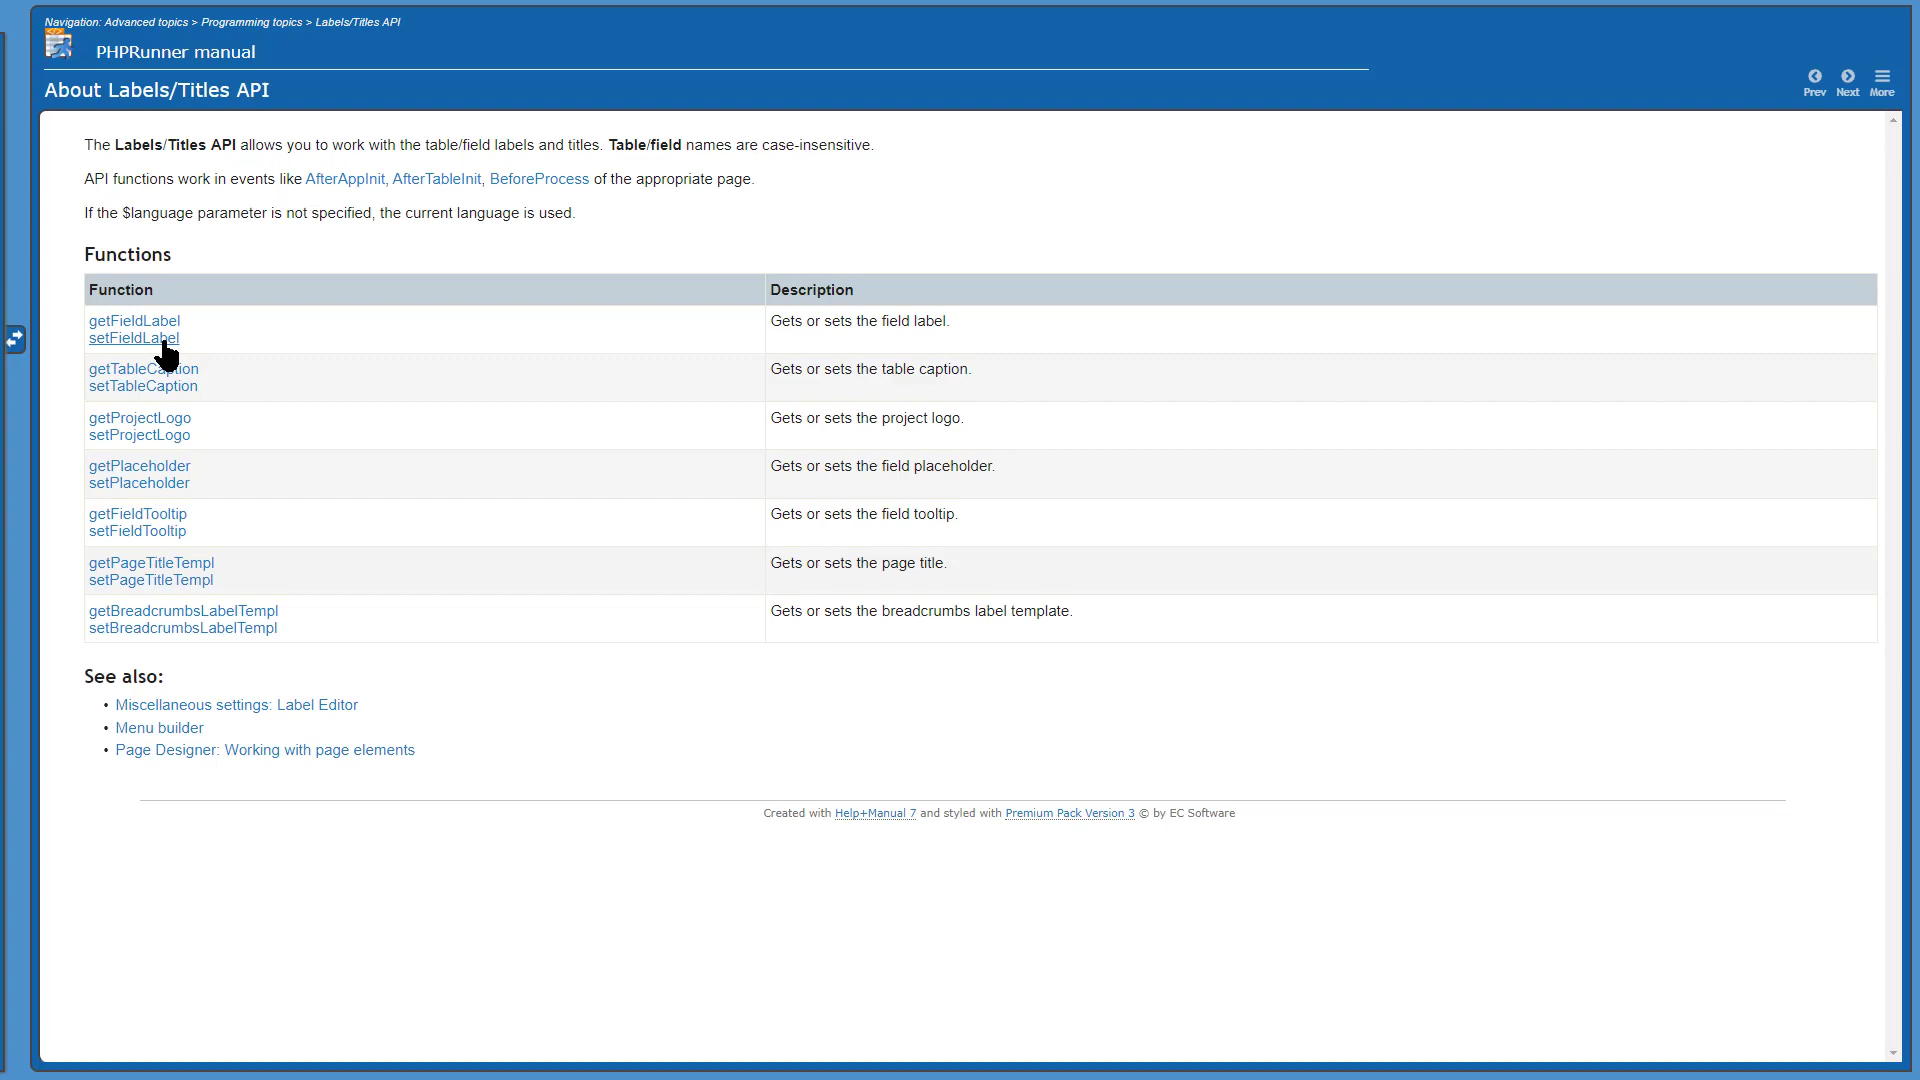 Navigation: Advanced topics > Programming topics > Labels/Titles API
PHPRunner manual
About Labels/Titles API
Prev Next More
The Labels/Titles API allows you to work with the table/field labels and titles. Table/field names are case-insensitive.
API functions work in events like AfterAppInit, AfterTableInit, BeforeProcess of the appropriate page.
If the $language parameter is not specified, the current language is used.
Functions
Function Description
getFieldLabel Gets or sets the field label.
setFieldLabel
getTableCaption Gets or sets the table caption.
setTableCaption
getProjectLogo Gets or sets the project logo.
setProjectLogo
getPlaceholder Gets or sets the field placeholder.
setPlaceholder
getFieldTooltip Gets or sets the field tooltip.
setFieldTooltip
getPageTitleTempl Gets or sets the page title.
setPageTitleTempl
getBreadcrumbsLabelTempl Gets or sets the breadcrumbs label template.
setBreadcrumbsLabelTempl
See also:
• Miscellaneous settings: Label Editor
• Menu builder
• Page Designer: Working with page elements
Created with Help+Manual 7 and styled with Premium Pack Version 3 © by EC Software